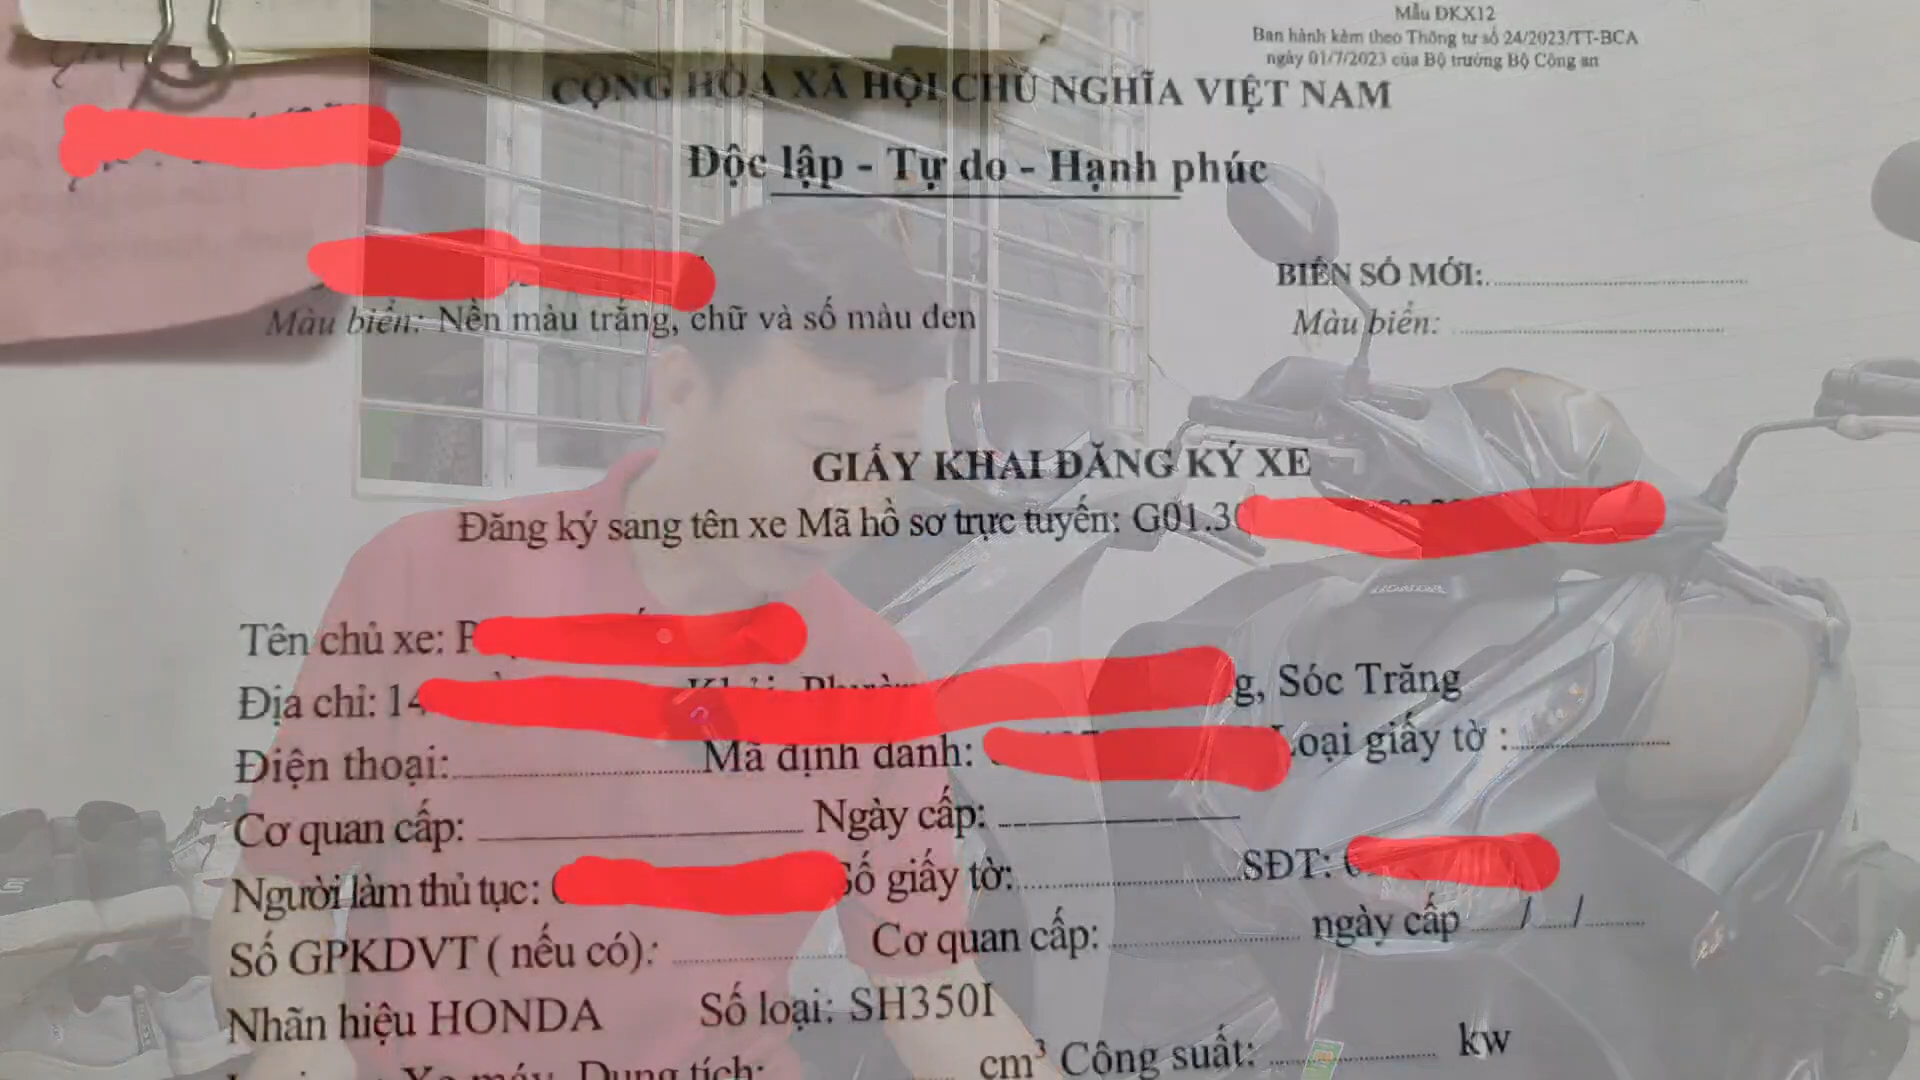 Mẫu ĐKX12
Ban hành kèm theo Thông tư số 24/2023/TT-BCA
ngày 01/7/2023 của Bộ trưởng Bộ Công an
CỘNG HÒA XÃ HỘI CHỦ NGHĨA VIỆT NAM
Độc lập - Tự do - Hạnh phúc
BIỂN SỐ MỚI:
Màu biển: Nền màu trắng, chữ và số màu đen
Màu biển:
GIẤY KHAI ĐĂNG KÝ XE
Đăng ký sang tên xe Mã hồ sơ trực tuyến: G01.3
Tên chủ xe: P
Địa chỉ: 14 g, Sóc Trăng
Điện thoại: Mã định danh: Loại giấy tờ :
Cơ quan cấp: Ngày cấp:
Người làm thủ tục: Số giấy tờ: SĐT:
Số GPKDVT ( nếu có): Cơ quan cấp: ngày cấp / /
Nhãn hiệu HONDA Số loại: SH350I
Xe máy Dung tích: cm³ Công suất: kw
HONDA